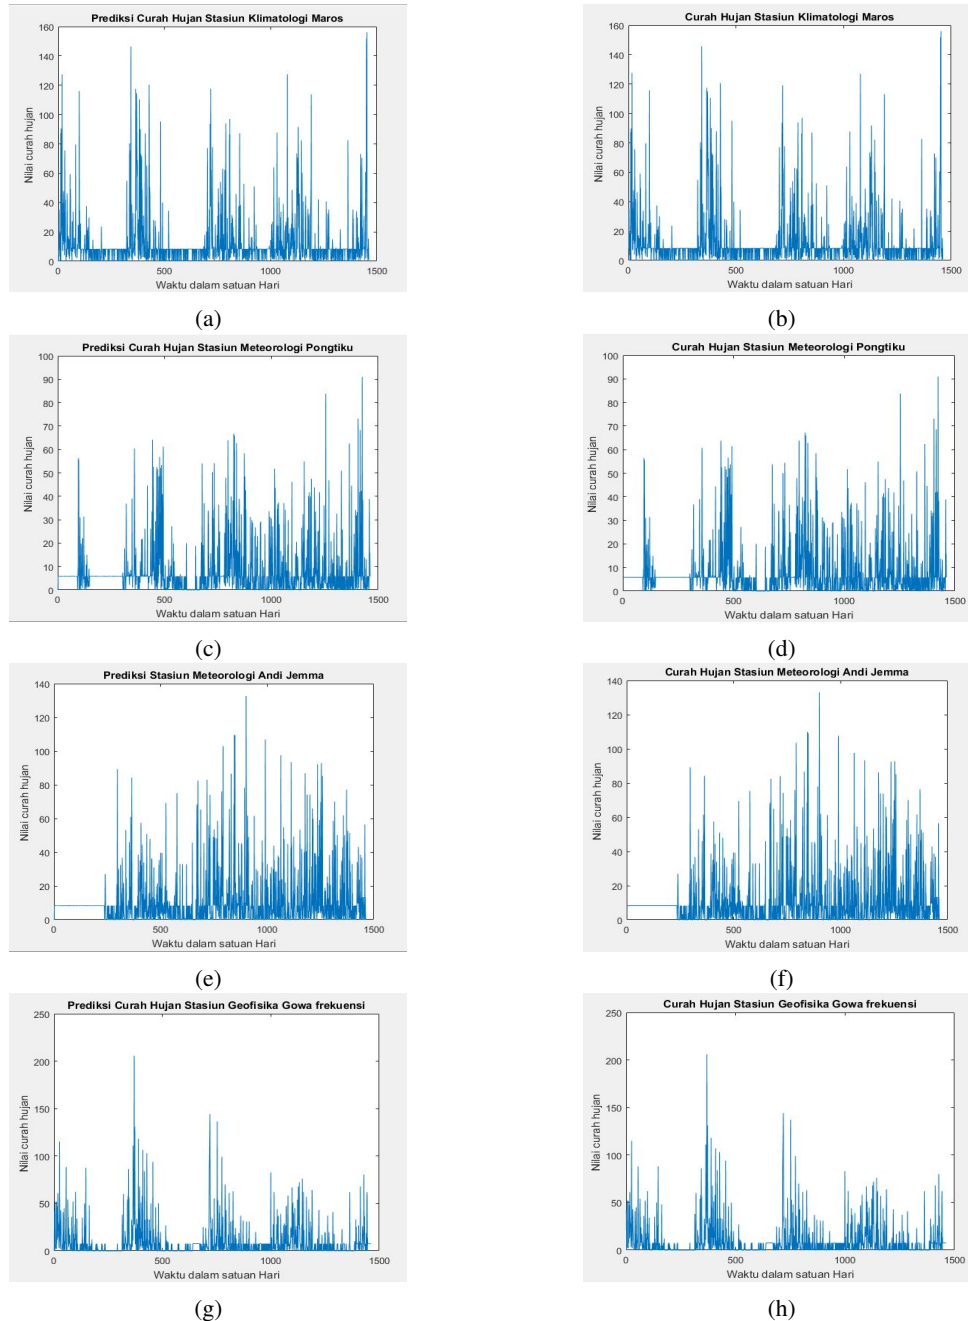 Prediksi Curah Hujan Stasiun Klimatologi Maros
160
140
120
100
80
60
40
20
0
Nilai curah hujan
0 500 1000 1500
Waktu dalam satuan Hari
(a)
Curah Hujan Stasiun Klimatologi Maros
160
140
120
100
80
60
40
20
0
Nilai curah hujan
0 500 1000 1500
Waktu dalam satuan Hari
(b)
Prediksi Curah Hujan Stasiun Meteorologi Pongtiku
100
90
80
70
60
50
40
30
20
10
0
Nilai curah hujan
0 500 1000 1500
Waktu dalam satuan Hari
(c)
Curah Hujan Stasiun Meteorologi Pongtiku
100
90
80
70
60
50
40
30
20
10
0
Nilai curah hujan
0 500 1000 1500
Waktu dalam satuan Hari
(d)
Prediksi Stasiun Meteorologi Andi Jemma
140
120
100
80
60
40
20
0
Nilai curah hujan
0 500 1000 1500
Waktu dalam satuan Hari
(e)
Curah Hujan Stasiun Meteorologi Andi Jemma
140
120
100
80
60
40
20
0
Nilai curah hujan
0 500 1000 1500
Waktu dalam satuan Hari
(f)
Prediksi Curah Hujan Stasiun Geofisika Gowa frekuensi
250
200
150
100
50
0
Nilai curah hujan
500 1000 1500
Waktu dalam satuan Hari
(g)
Curah Hujan Stasiun Geofisika Gowa frekuensi
250
200
150
100
50
0
Nilai curah hujan
0 500 1000 1500
Waktu dalam satuan Hari
(h)